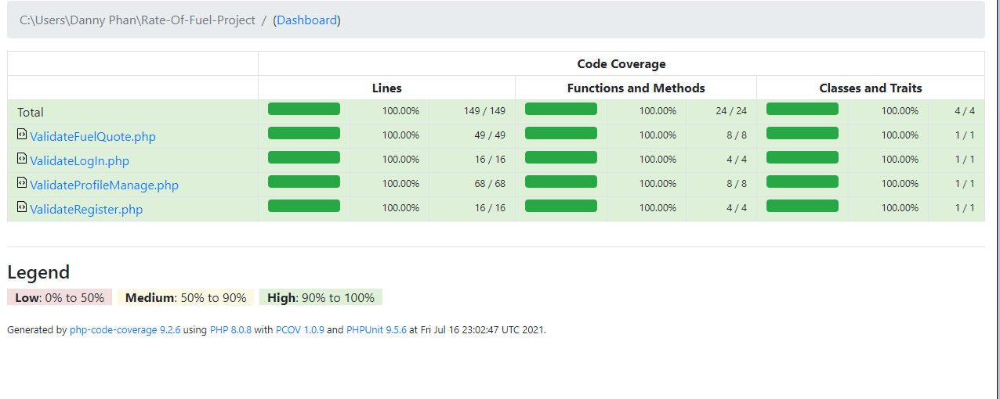 C:\Users\Danny Phan\Rate-Of-Fuel-Project / (Dashboard)
Code Coverage
Lines Functions and Methods Classes and Traits
Total 100.00% 149 / 149 100.00% 24 / 24 100.00% 4 / 4
ValidateFuelQuote.php 100.00% 49 / 49 100.00% 8 / 8 100.00% 1 / 1
ValidateLogIn.php 100.00% 16 / 16 100.00% 4 / 4 100.00% 1 / 1
ValidateProfileManage.php 100.00% 68 / 68 100.00% 8 / 8 100.00% 1 / 1
ValidateRegister.php 100.00% 16 / 16 100.00% 4 / 4 100.00% 1 / 1
Legend
Low: 0% to 50% Medium: 50% to 90% High: 90% to 100%
Generated by php-code-coverage 9.2.6 using PHP 8.0.8 with PCOV 1.0.9 and PHPUnit 9.5.6 at Fri Jul 16 23:02:47 UTC 2021.